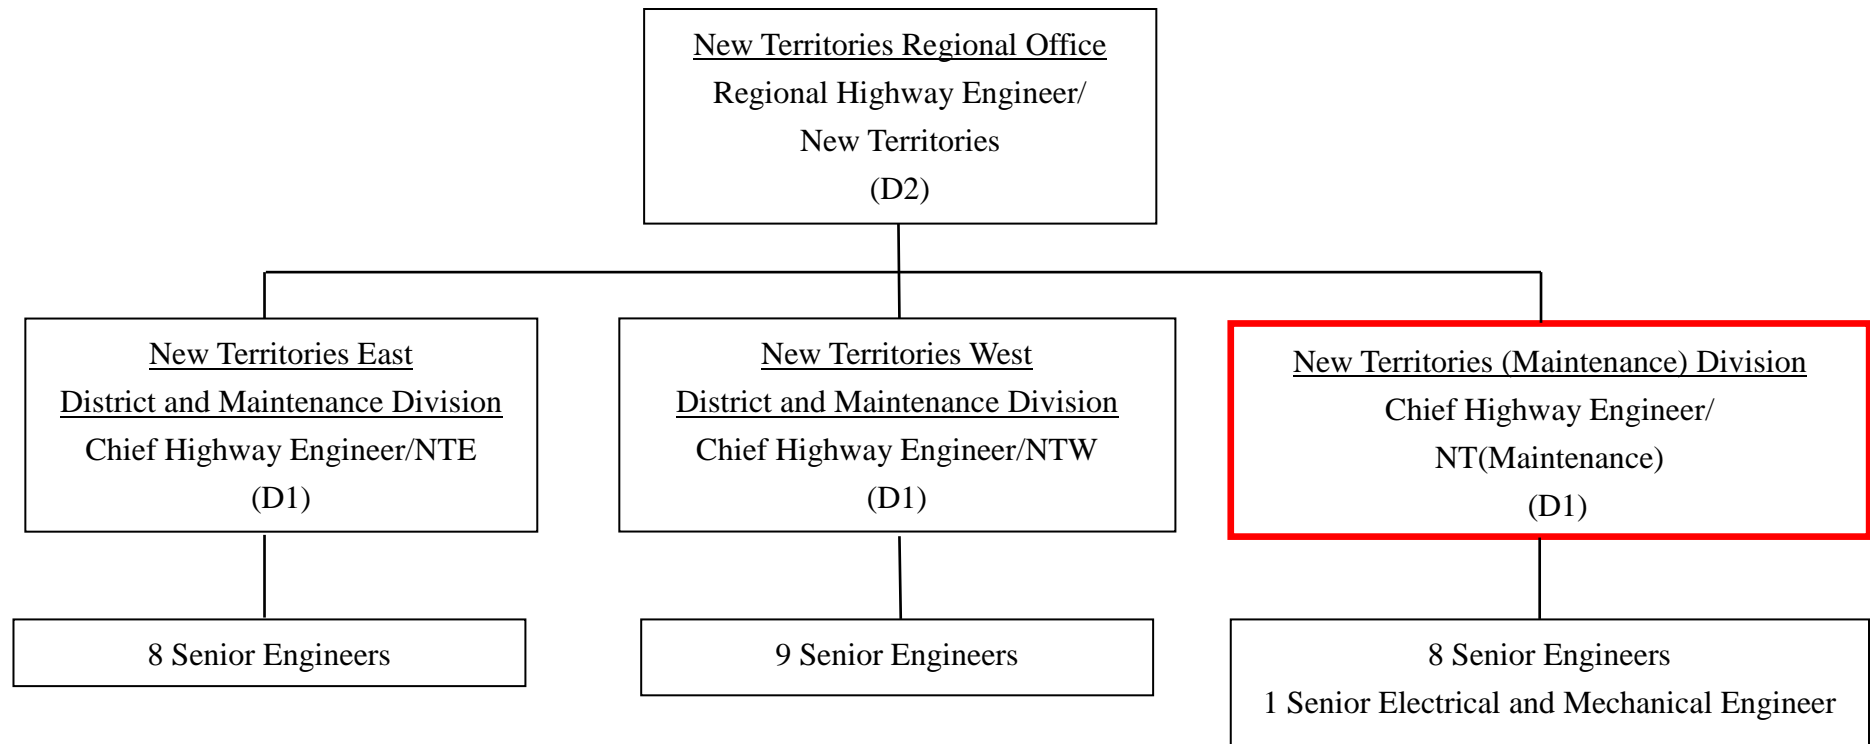 New Territories Regional Office
Regional Highway Engineer/
New Territories
(D2)
New Territories East
District and Maintenance Division
Chief Highway Engineer/NTE
(D1)
New Territories West
District and Maintenance Division
Chief Highway Engineer/NTW
(D1)
New Territories (Maintenance) Division
Chief Highway Engineer/
NT(Maintenance)
(D1)
8 Senior Engineers
9 Senior Engineers
8 Senior Engineers
1 Senior Electrical and Mechanical Engineer